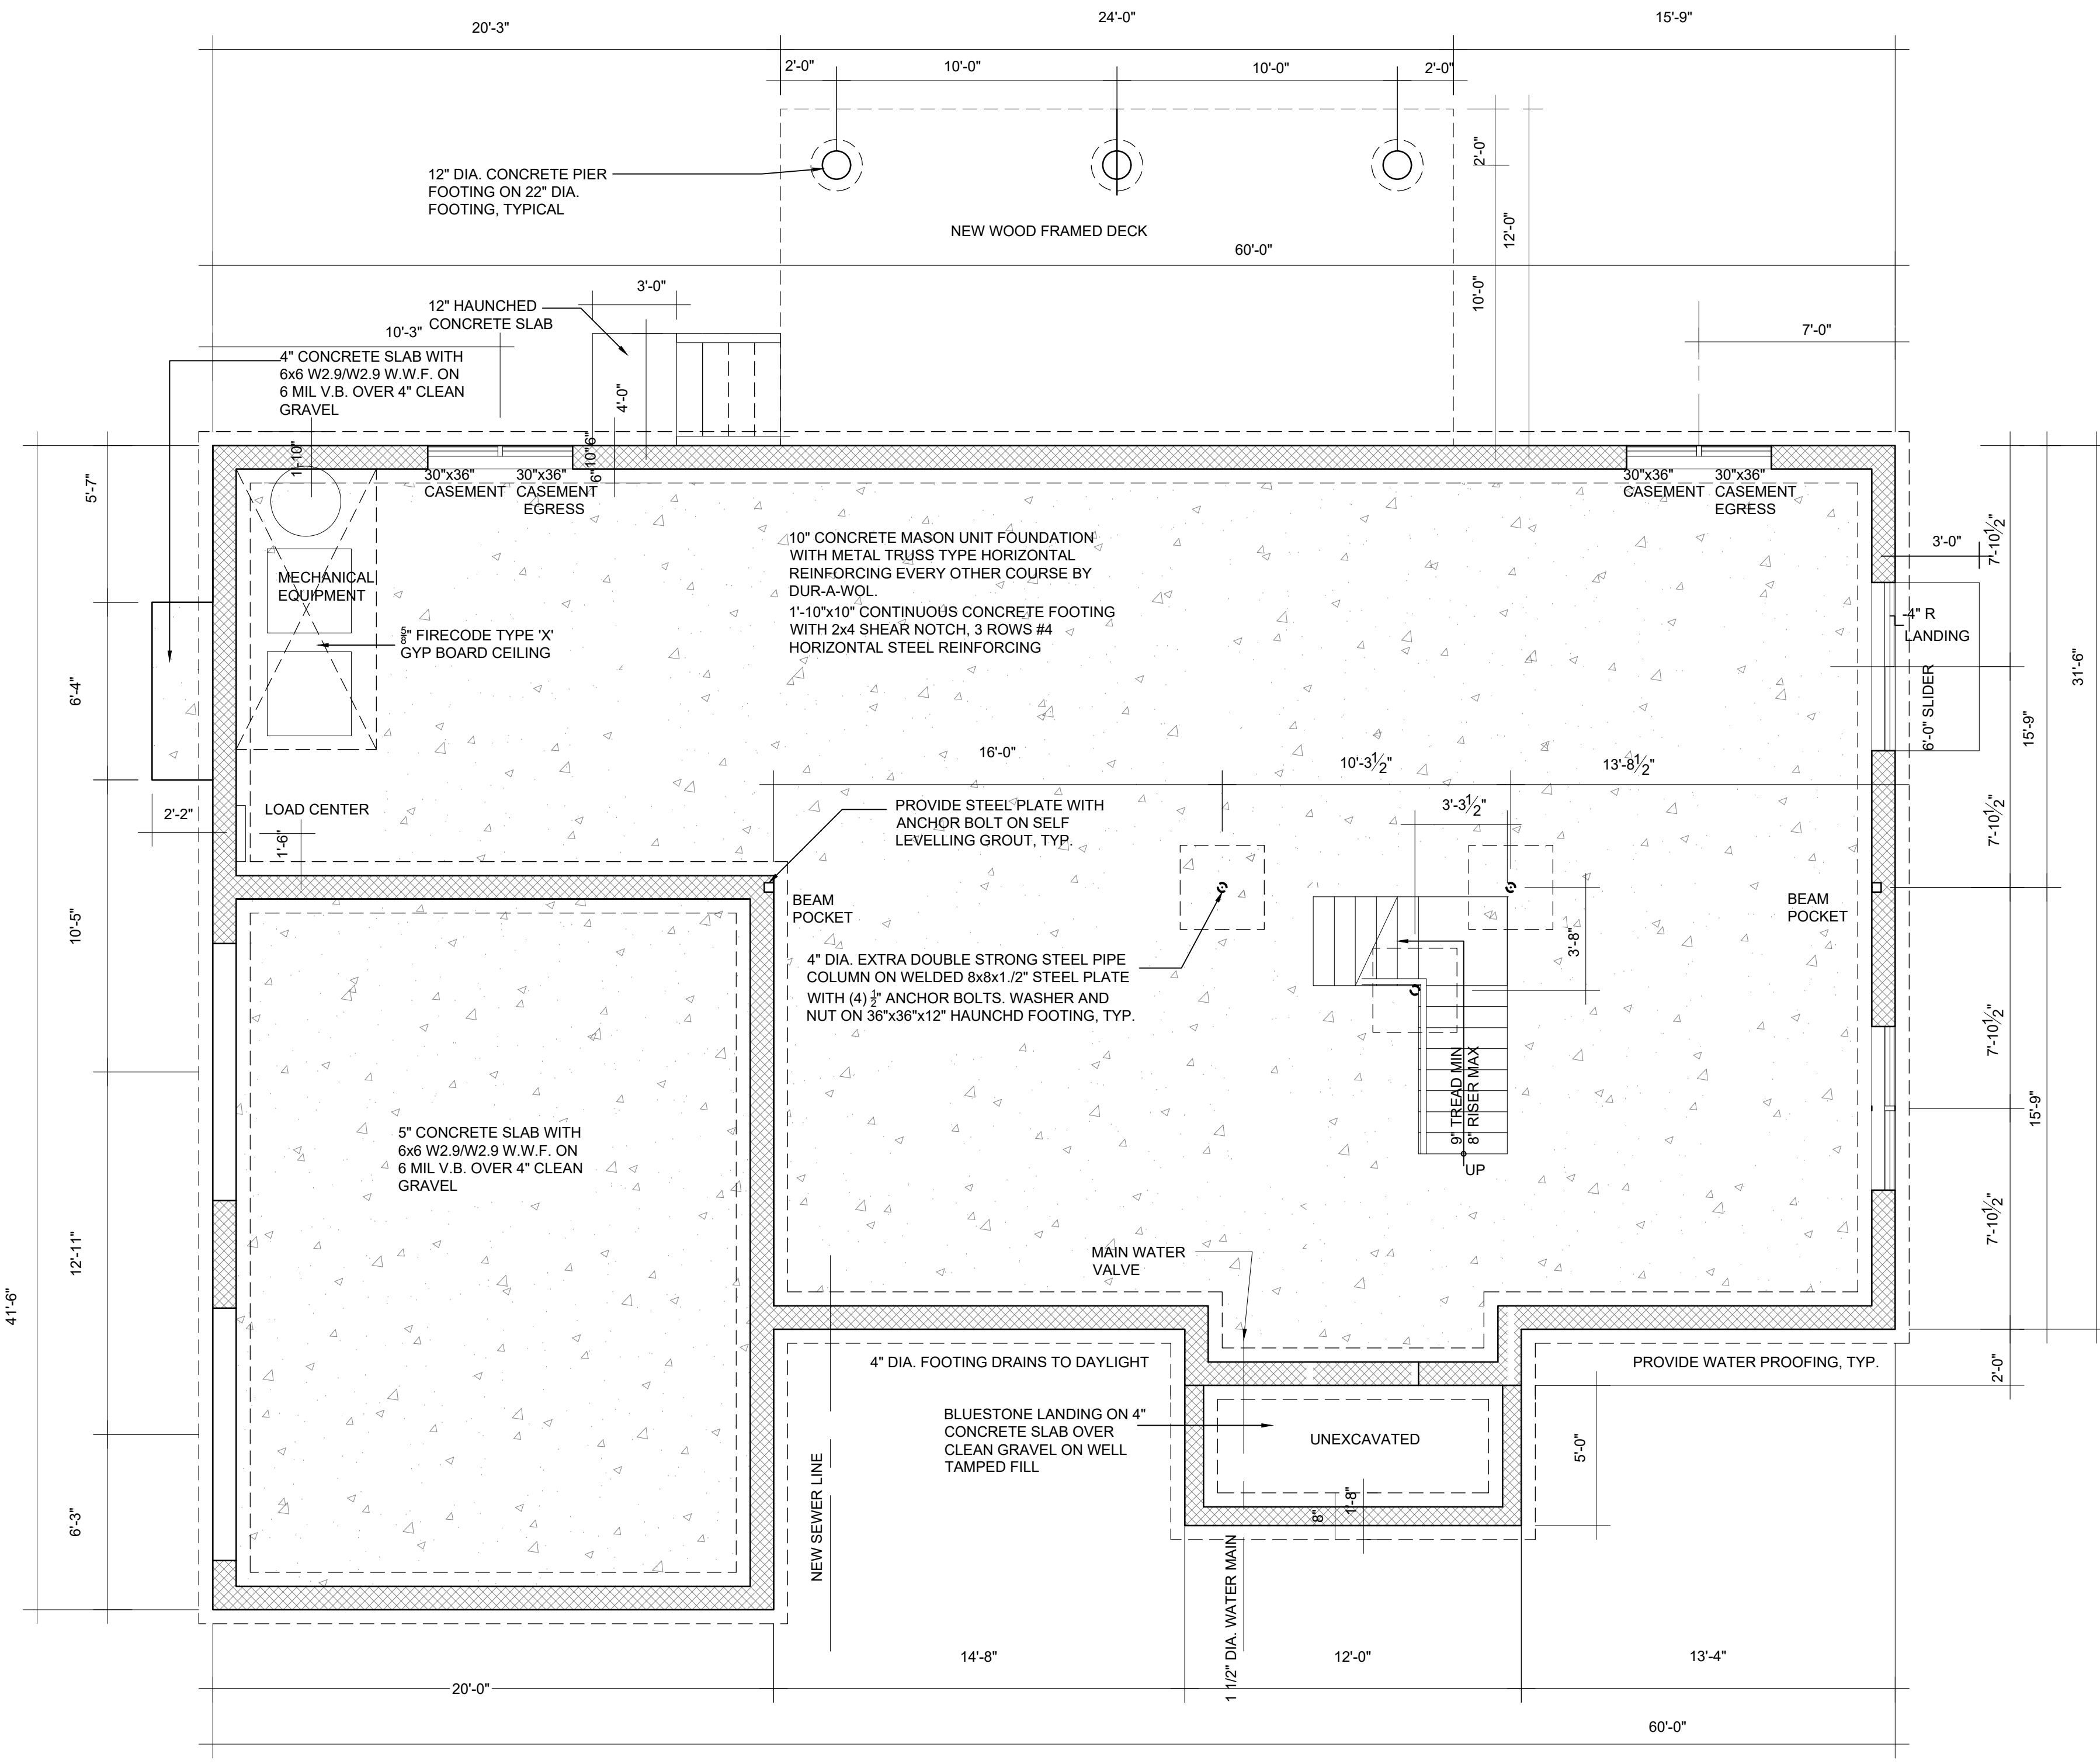 20'-3"
24'-0"
15'-9"
2'-0"
10'-0"
10'-0"
2'-0"
12" DIA. CONCRETE PIER
FOOTING ON 22" DIA.
FOOTING, TYPICAL
2'-0"
NEW WOOD FRAMED DECK
12'-0"
60'-0"
10'-0"
3'-0"
12" HAUNCHED
CONCRETE SLAB
10'-3"
7'-0"
4" CONCRETE SLAB WITH
6x6 W2.9/W2.9 W.W.F. ON
6 MIL V.B. OVER 4" CLEAN
GRAVEL
4'-0"
1'-10"
6"
10"
6"
30"x36"
CASEMENT
30"x36"
CASEMENT
EGRESS
30"x36"
CASEMENT
30"x36"
CASEMENT
EGRESS
5'-7"
10" CONCRETE MASON UNIT FOUNDATION
WITH METAL TRUSS TYPE HORIZONTAL
REINFORCING EVERY OTHER COURSE BY
DUR-A-WOL.
1'-10"x10" CONTINUOUS CONCRETE FOOTING
WITH 2x4 SHEAR NOTCH, 3 ROWS #4
HORIZONTAL STEEL REINFORCING
3'-0"
7'-10½"
MECHANICAL
EQUIPMENT
⅝" FIRECODE TYPE 'X'
GYP BOARD CEILING
-4" R
LANDING
6'-0" SLIDER
31'-6"
6'-4"
15'-9"
16'-0"
10'-3½"
13'-8½"
2'-2"
LOAD CENTER
1'-6"
PROVIDE STEEL PLATE WITH
ANCHOR BOLT ON SELF
LEVELLING GROUT, TYP.
3'-3½"
7'-10½"
BEAM
POCKET
BEAM
POCKET
10'-5"
3'-8"
4" DIA. EXTRA DOUBLE STRONG STEEL PIPE
COLUMN ON WELDED 8x8x1./2" STEEL PLATE
WITH (4) ½" ANCHOR BOLTS. WASHER AND
NUT ON 36"x36"x12" HAUNCHD FOOTING, TYP.
7'-10½"
9" TREAD MIN
8" RISER MAX
UP
15'-9"
5" CONCRETE SLAB WITH
6x6 W2.9/W2.9 W.W.F. ON
6 MIL V.B. OVER 4" CLEAN
GRAVEL
7'-10½"
12'-11"
41'-6"
MAIN WATER
VALVE
4" DIA. FOOTING DRAINS TO DAYLIGHT
PROVIDE WATER PROOFING, TYP.
2'-0"
BLUESTONE LANDING ON 4"
CONCRETE SLAB OVER
CLEAN GRAVEL ON WELL
TAMPED FILL
UNEXCAVATED
5'-0"
6'-3"
NEW SEWER LINE
8"
1'-8"
1 1/2" DIA. WATER MAIN
14'-8"
12'-0"
13'-4"
20'-0"
60'-0"